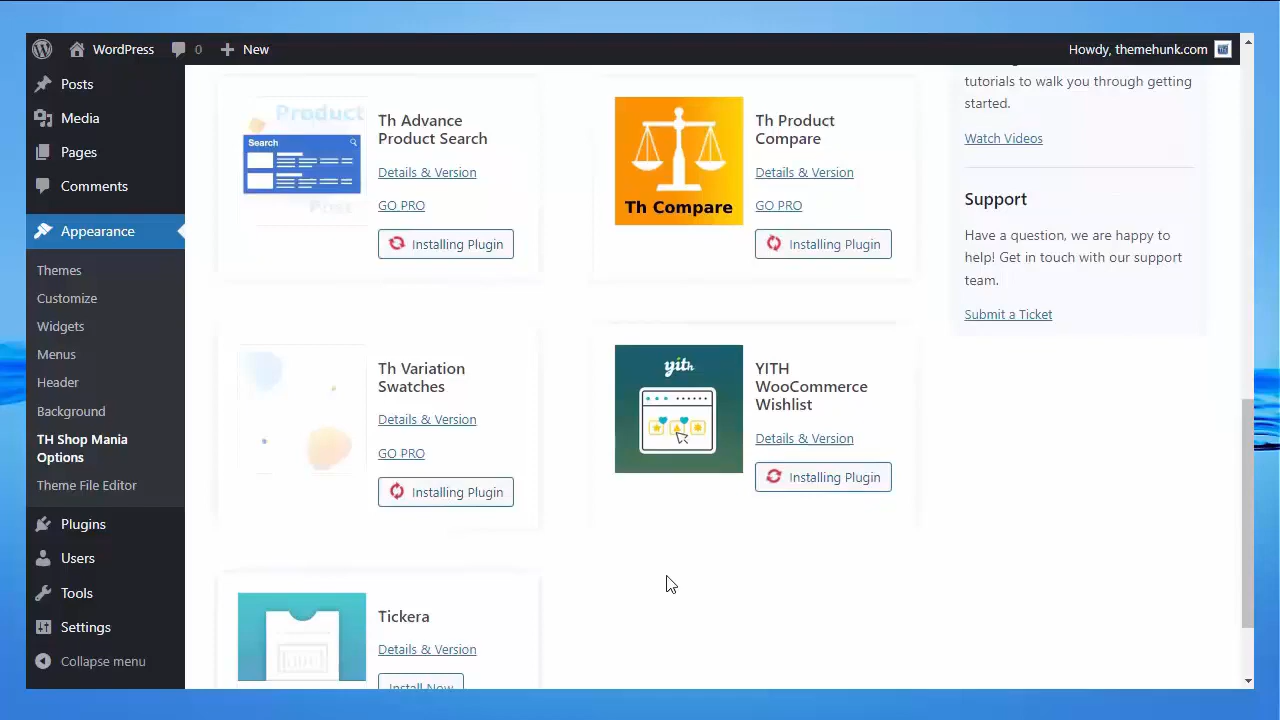 WordPress
0
New
Howdy, themehunk.com
Posts
Media
Pages
Comments
Appearance
Themes
Customize
Widgets
Menus
Header
Background
TH Shop Mania
Options
Theme File Editor
Plugins
Users
Tools
Settings
Collapse menu
Product
Search
Post
Th Advance
Product Search
Details & Version
GO PRO
Installing Plugin
Th Compare
Th Product
Compare
Details & Version
GO PRO
Installing Plugin
Th Variation
Swatches
Details & Version
GO PRO
Installing Plugin
yith
YITH
WooCommerce
Wishlist
Details & Version
Installing Plugin
Tickera
Details & Version
Install Now
tutorials to walk you through getting
started.
Watch Videos
Support
Have a question, we are happy to
help! Get in touch with our support
team.
Submit a Ticket